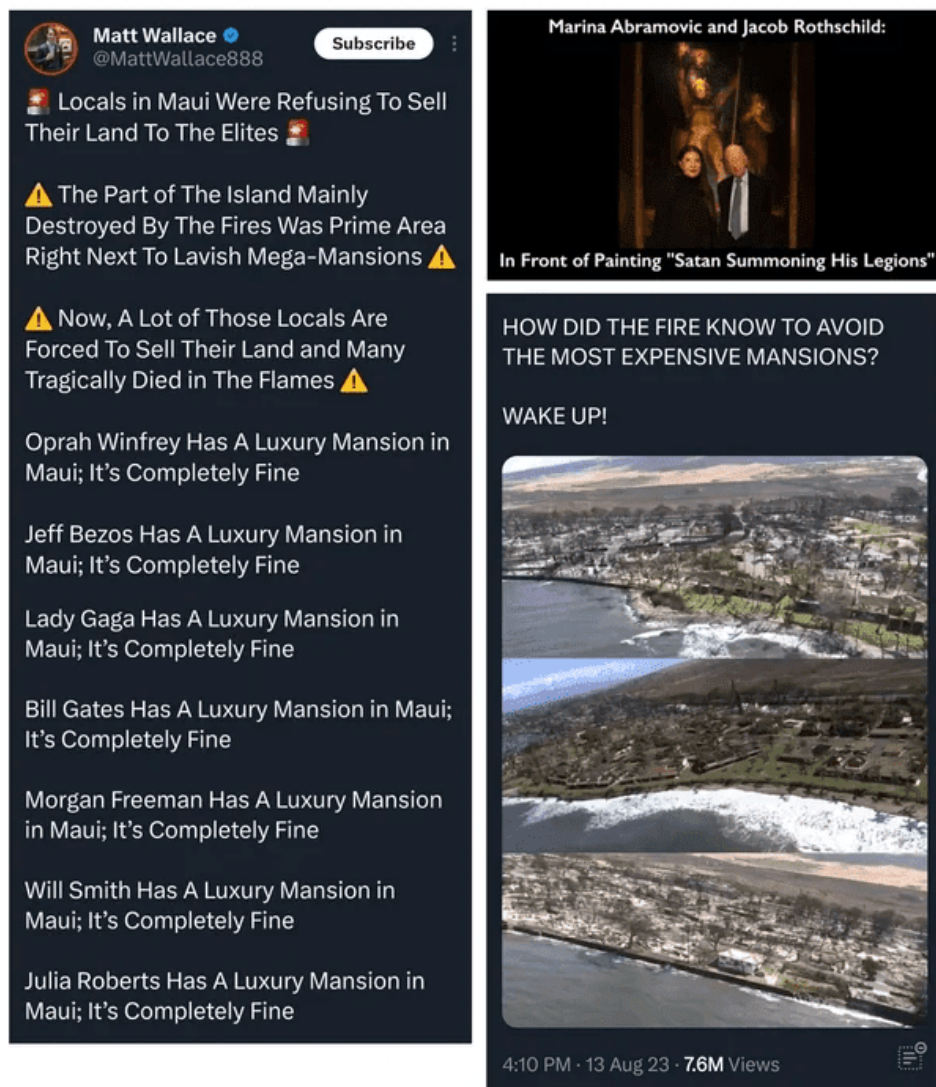 Matt Wallace
@MattWallace888
Subscribe
🚨 Locals in Maui Were Refusing To Sell
Their Land To The Elites 🚨
⚠️ The Part of The Island Mainly
Destroyed By The Fires Was Prime Area
Right Next To Lavish Mega-Mansions ⚠️
⚠️ Now, A Lot of Those Locals Are
Forced To Sell Their Land and Many
Tragically Died in The Flames ⚠️
Oprah Winfrey Has A Luxury Mansion in
Maui; It’s Completely Fine
Jeff Bezos Has A Luxury Mansion in
Maui; It’s Completely Fine
Lady Gaga Has A Luxury Mansion in
Maui; It’s Completely Fine
Bill Gates Has A Luxury Mansion in Maui;
It’s Completely Fine
Morgan Freeman Has A Luxury Mansion
in Maui; It’s Completely Fine
Will Smith Has A Luxury Mansion in
Maui; It’s Completely Fine
Julia Roberts Has A Luxury Mansion in
Maui; It’s Completely Fine
Marina Abramovic and Jacob Rothschild:
In Front of Painting "Satan Summoning His Legions"
HOW DID THE FIRE KNOW TO AVOID
THE MOST EXPENSIVE MANSIONS?
WAKE UP!
4:10 PM · 13 Aug 23 · 7.6M Views